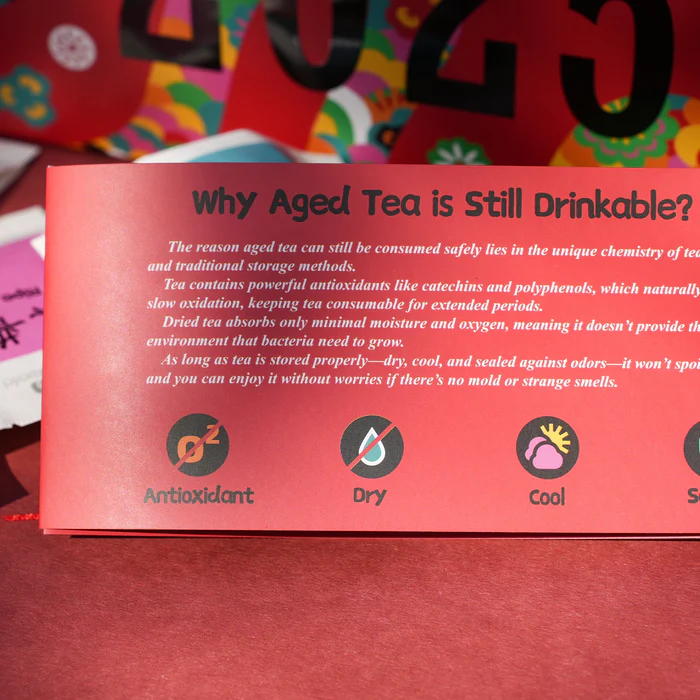 2025
Why Aged Tea is Still Drinkable?
The reason aged tea can still be consumed safely lies in the unique chemistry of tea
and traditional storage methods.
Tea contains powerful antioxidants like catechins and polyphenols, which naturally
slow oxidation, keeping tea consumable for extended periods.
Dried tea absorbs only minimal moisture and oxygen, meaning it doesn't provide th
environment that bacteria need to grow.
As long as tea is stored properly—dry, cool, and sealed against odors—it won't spoi
and you can enjoy it without worries if there's no mold or strange smells.
O2
Antioxidant Dry Cool